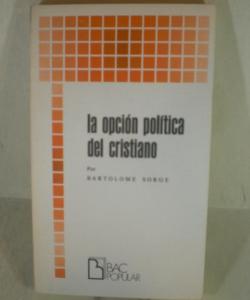 la opción política
del cristiano
Por
BARTOLOME SORGE
BAC
POPULAR